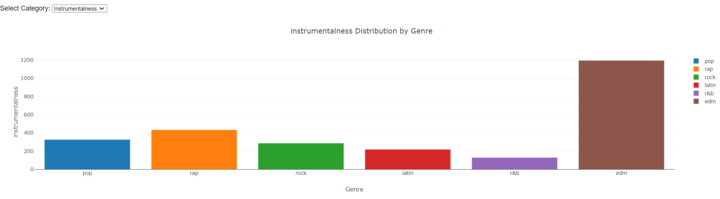 Select Category: Instrumentalness
Instrumentalness Distribution by Genre
1200
1000
800
600
400
200
0
instrumentalness
pop
rap
rock
latin
r&b
edm
Genre
pop
rap
rock
latin
r&b
edm